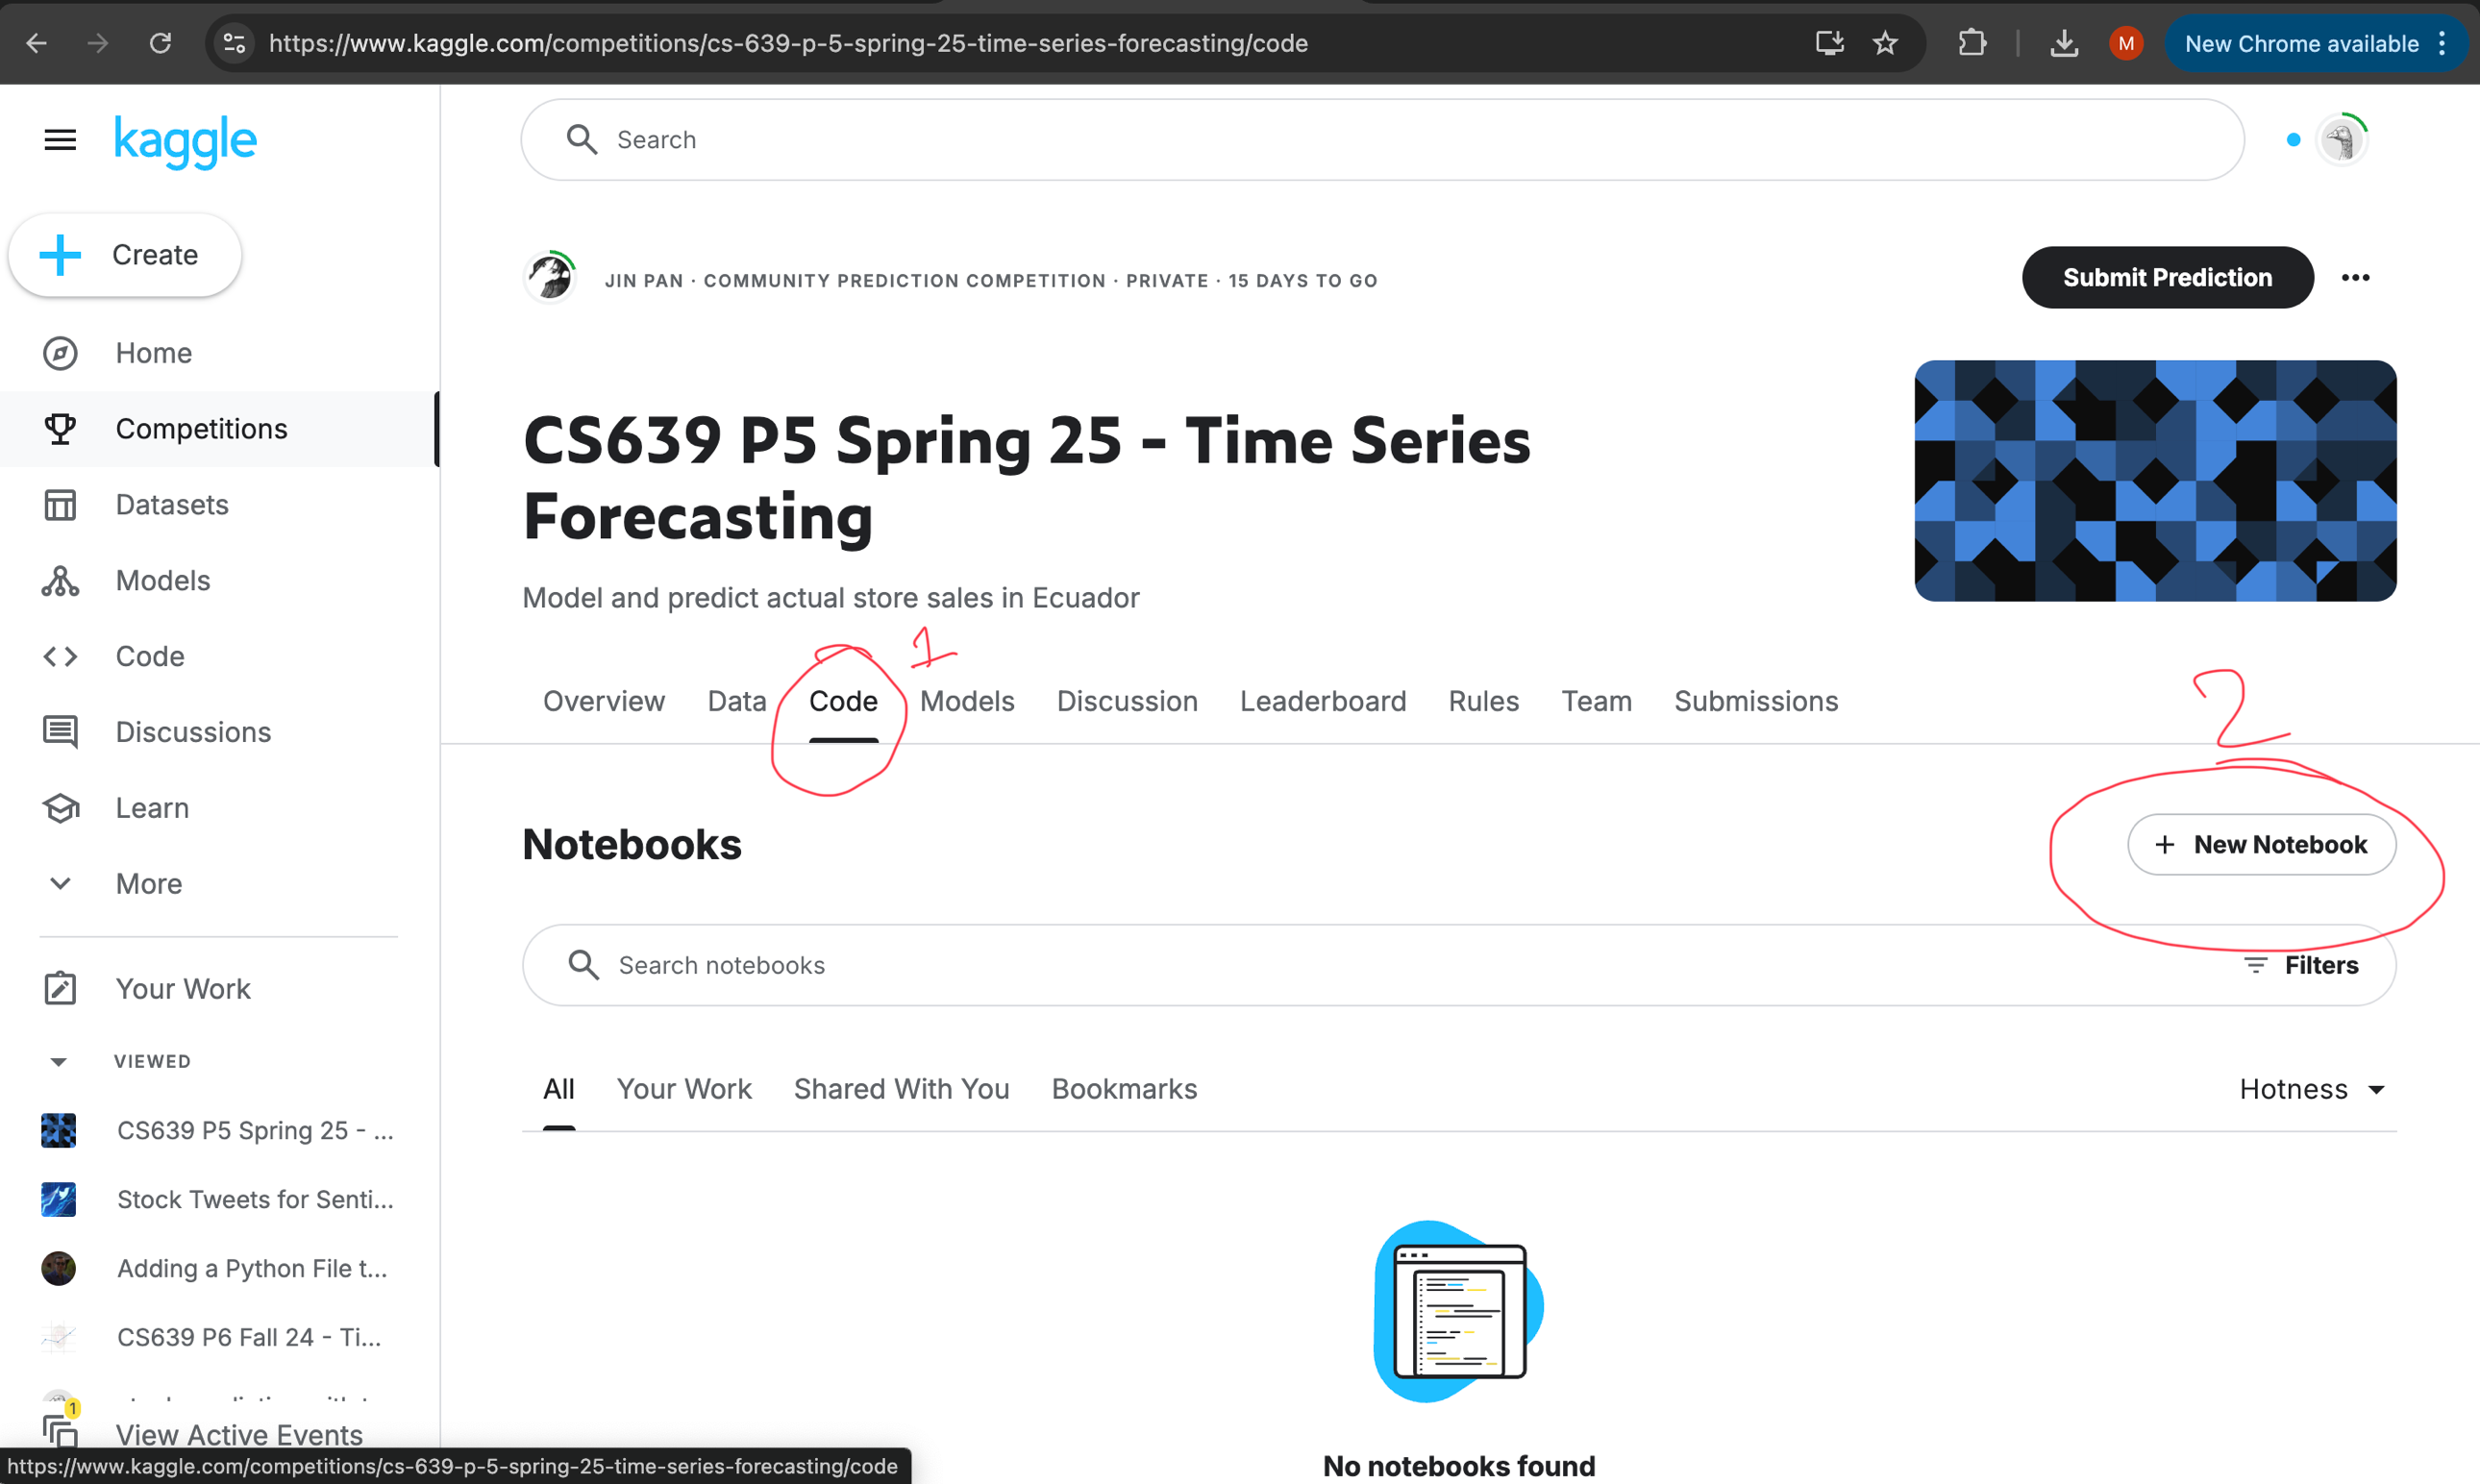 https://www.kaggle.com/competitions/cs-639-p-5-spring-25-time-series-forecasting/code
M
New Chrome available
kaggle
Search
Create
JIN PAN · COMMUNITY PREDICTION COMPETITION · PRIVATE · 15 DAYS TO GO
Submit Prediction
Home
Competitions
Datasets
Models
Code
Discussions
Learn
More
Your Work
VIEWED
CS639 P5 Spring 25 - ...
Stock Tweets for Senti...
Adding a Python File t...
CS639 P6 Fall 24 - Ti...
1
View Active Events
CS639 P5 Spring 25 - Time Series
Forecasting
Model and predict actual store sales in Ecuador
1
Overview Data Code Models Discussion Leaderboard Rules Team Submissions
2
Notebooks
+ New Notebook
Search notebooks
Filters
All Your Work Shared With You Bookmarks
Hotness
No notebooks found
https://www.kaggle.com/competitions/cs-639-p-5-spring-25-time-series-forecasting/code